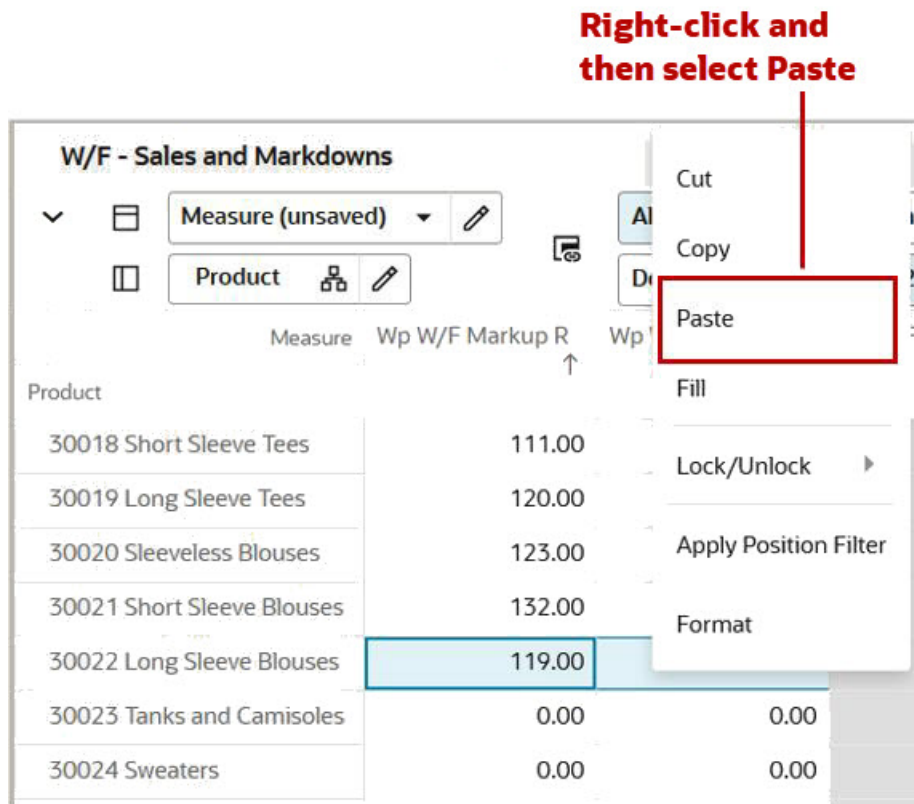 Right-click and
then select Paste
W/F - Sales and Markdowns
Measure (unsaved)
Product
Measure Wp W/F Markup R Wp
Product
30018 Short Sleeve Tees 111.00
30019 Long Sleeve Tees 120.00
30020 Sleeveless Blouses 123.00
30021 Short Sleeve Blouses 132.00
30022 Long Sleeve Blouses 119.00
30023 Tanks and Camisoles 0.00 0.00
30024 Sweaters 0.00 0.00
Cut
Copy
Paste
Fill
Lock/Unlock
Apply Position Filter
Format